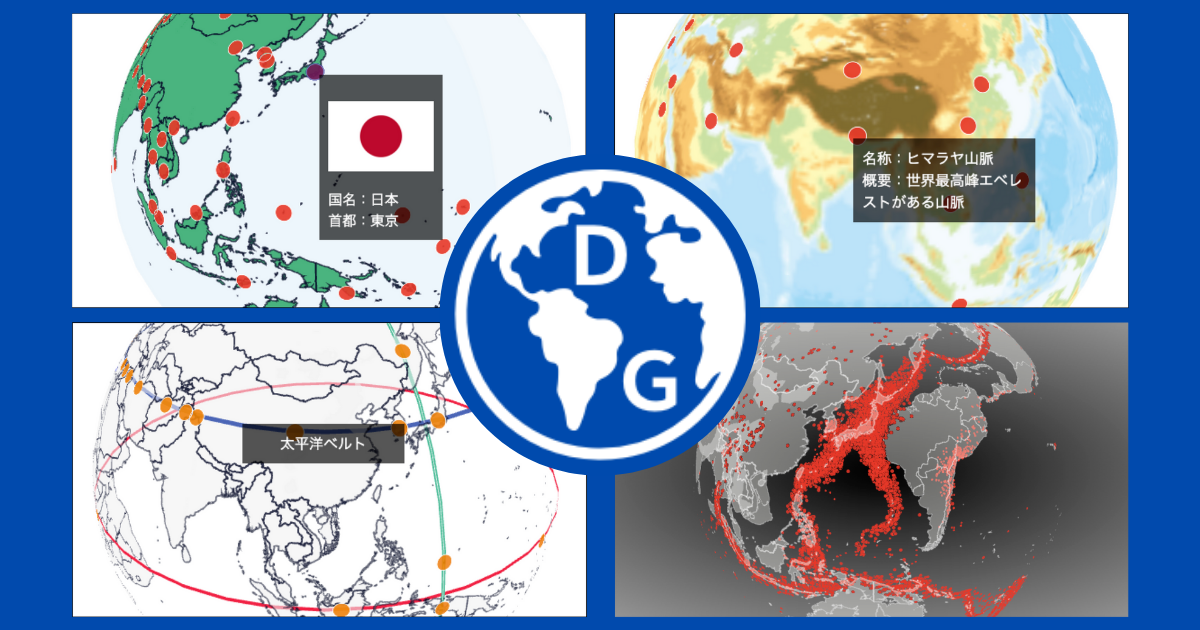 国名：日本
首都：東京
名称：ヒマラヤ山脈
概要：世界最高峰エベレ
ストがある山脈
D
G
太平洋ベルト